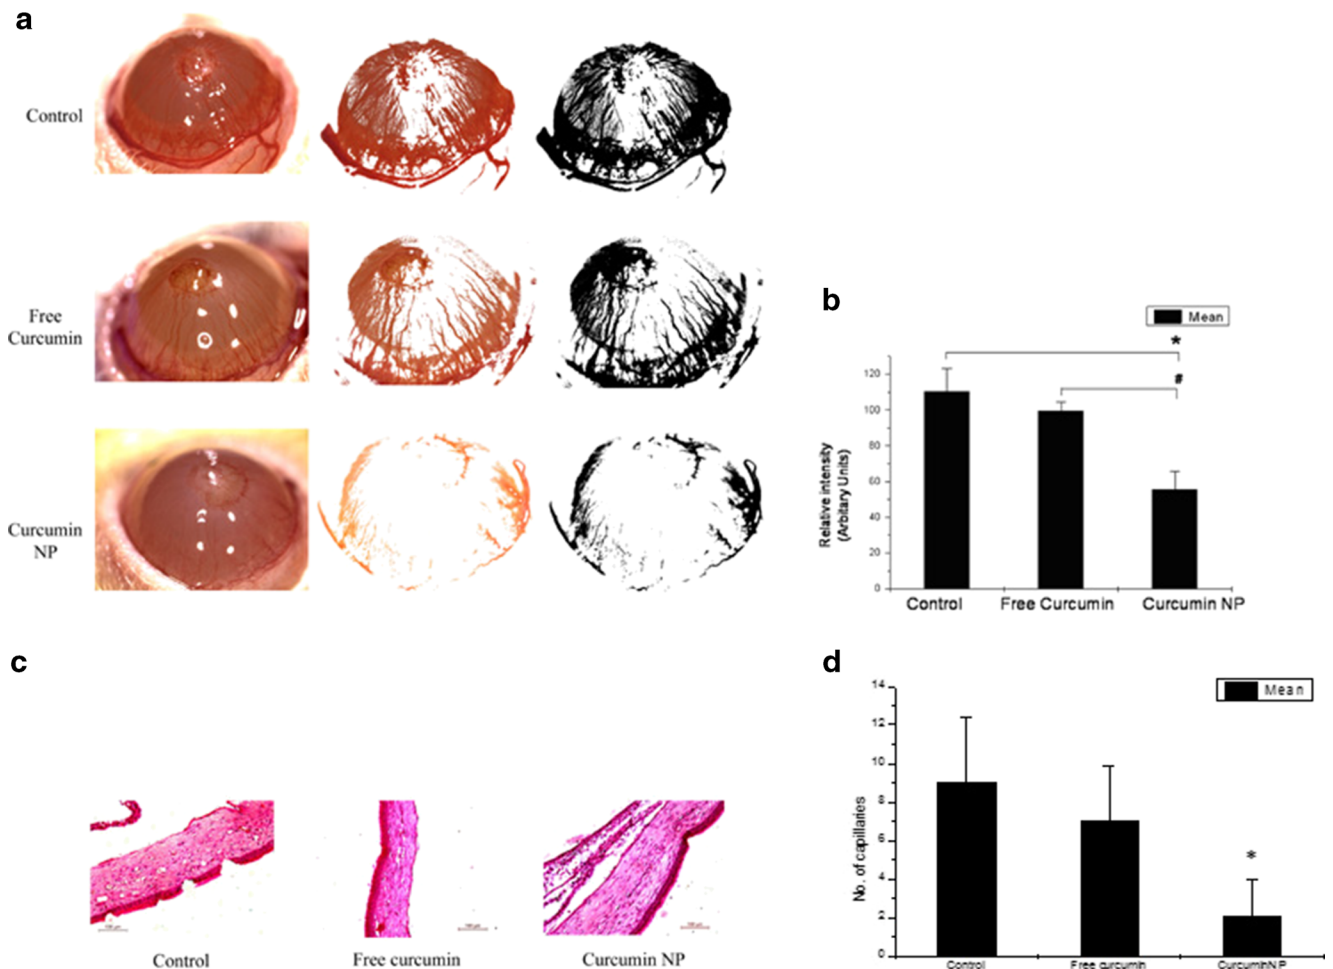 a
Control
Free
Curcumin
Curcumin
NP
b
Mean
*
#
120
100
80
60
40
20
0
Relative intensity
(Arbitary Units)
Control
Free Curcumin
Curcumin NP
c
Control
Free curcumin
Curcumin NP
d
Mean
14
12
10
8
6
4
2
0
No. of capillaries
*
Control
Free curcumin
CurcuminNP